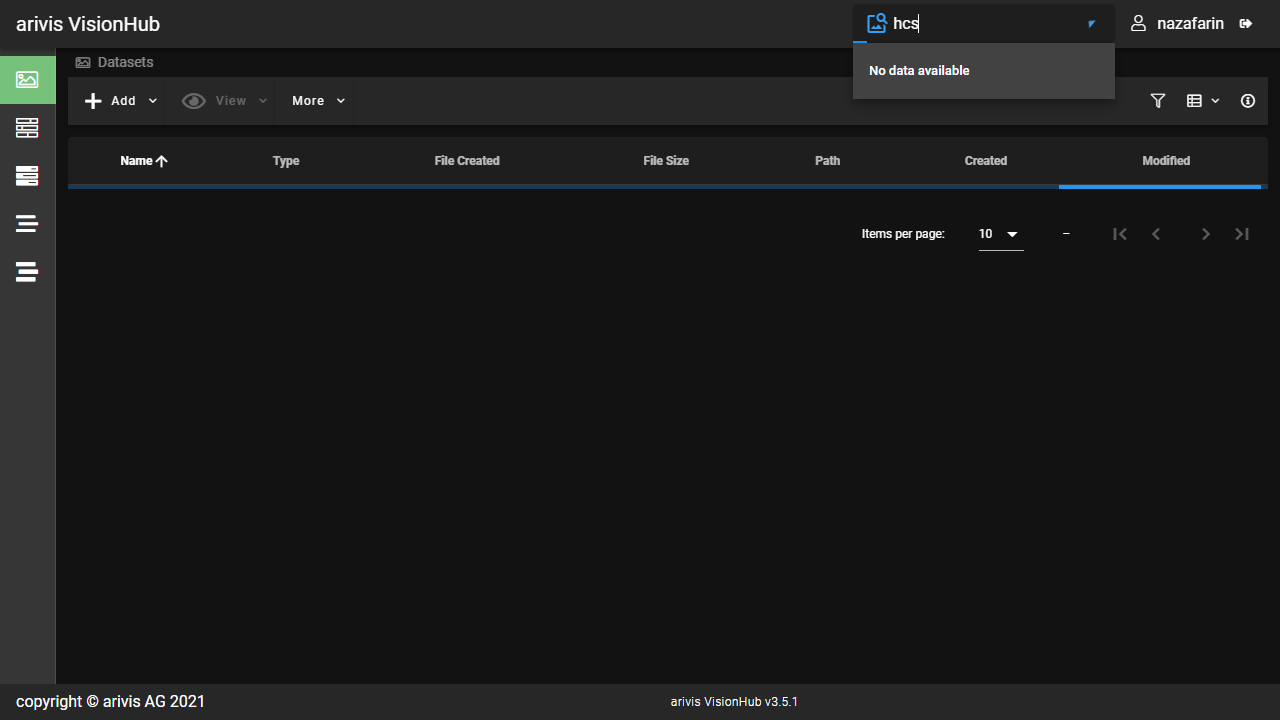 arivis VisionHub
hcs
nazafarin
No data available
Datasets
Add
View
More
Name
Type
File Created
File Size
Path
Created
Modified
Items per page:
10
–
copyright © arivis AG 2021
arivis VisionHub v3.5.1